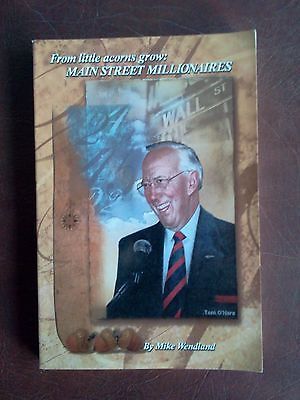 From little acorns grow:
MAIN STREET MILLIONAIRES
WALL
ST
Tom O'Hara
By Mike Wendland